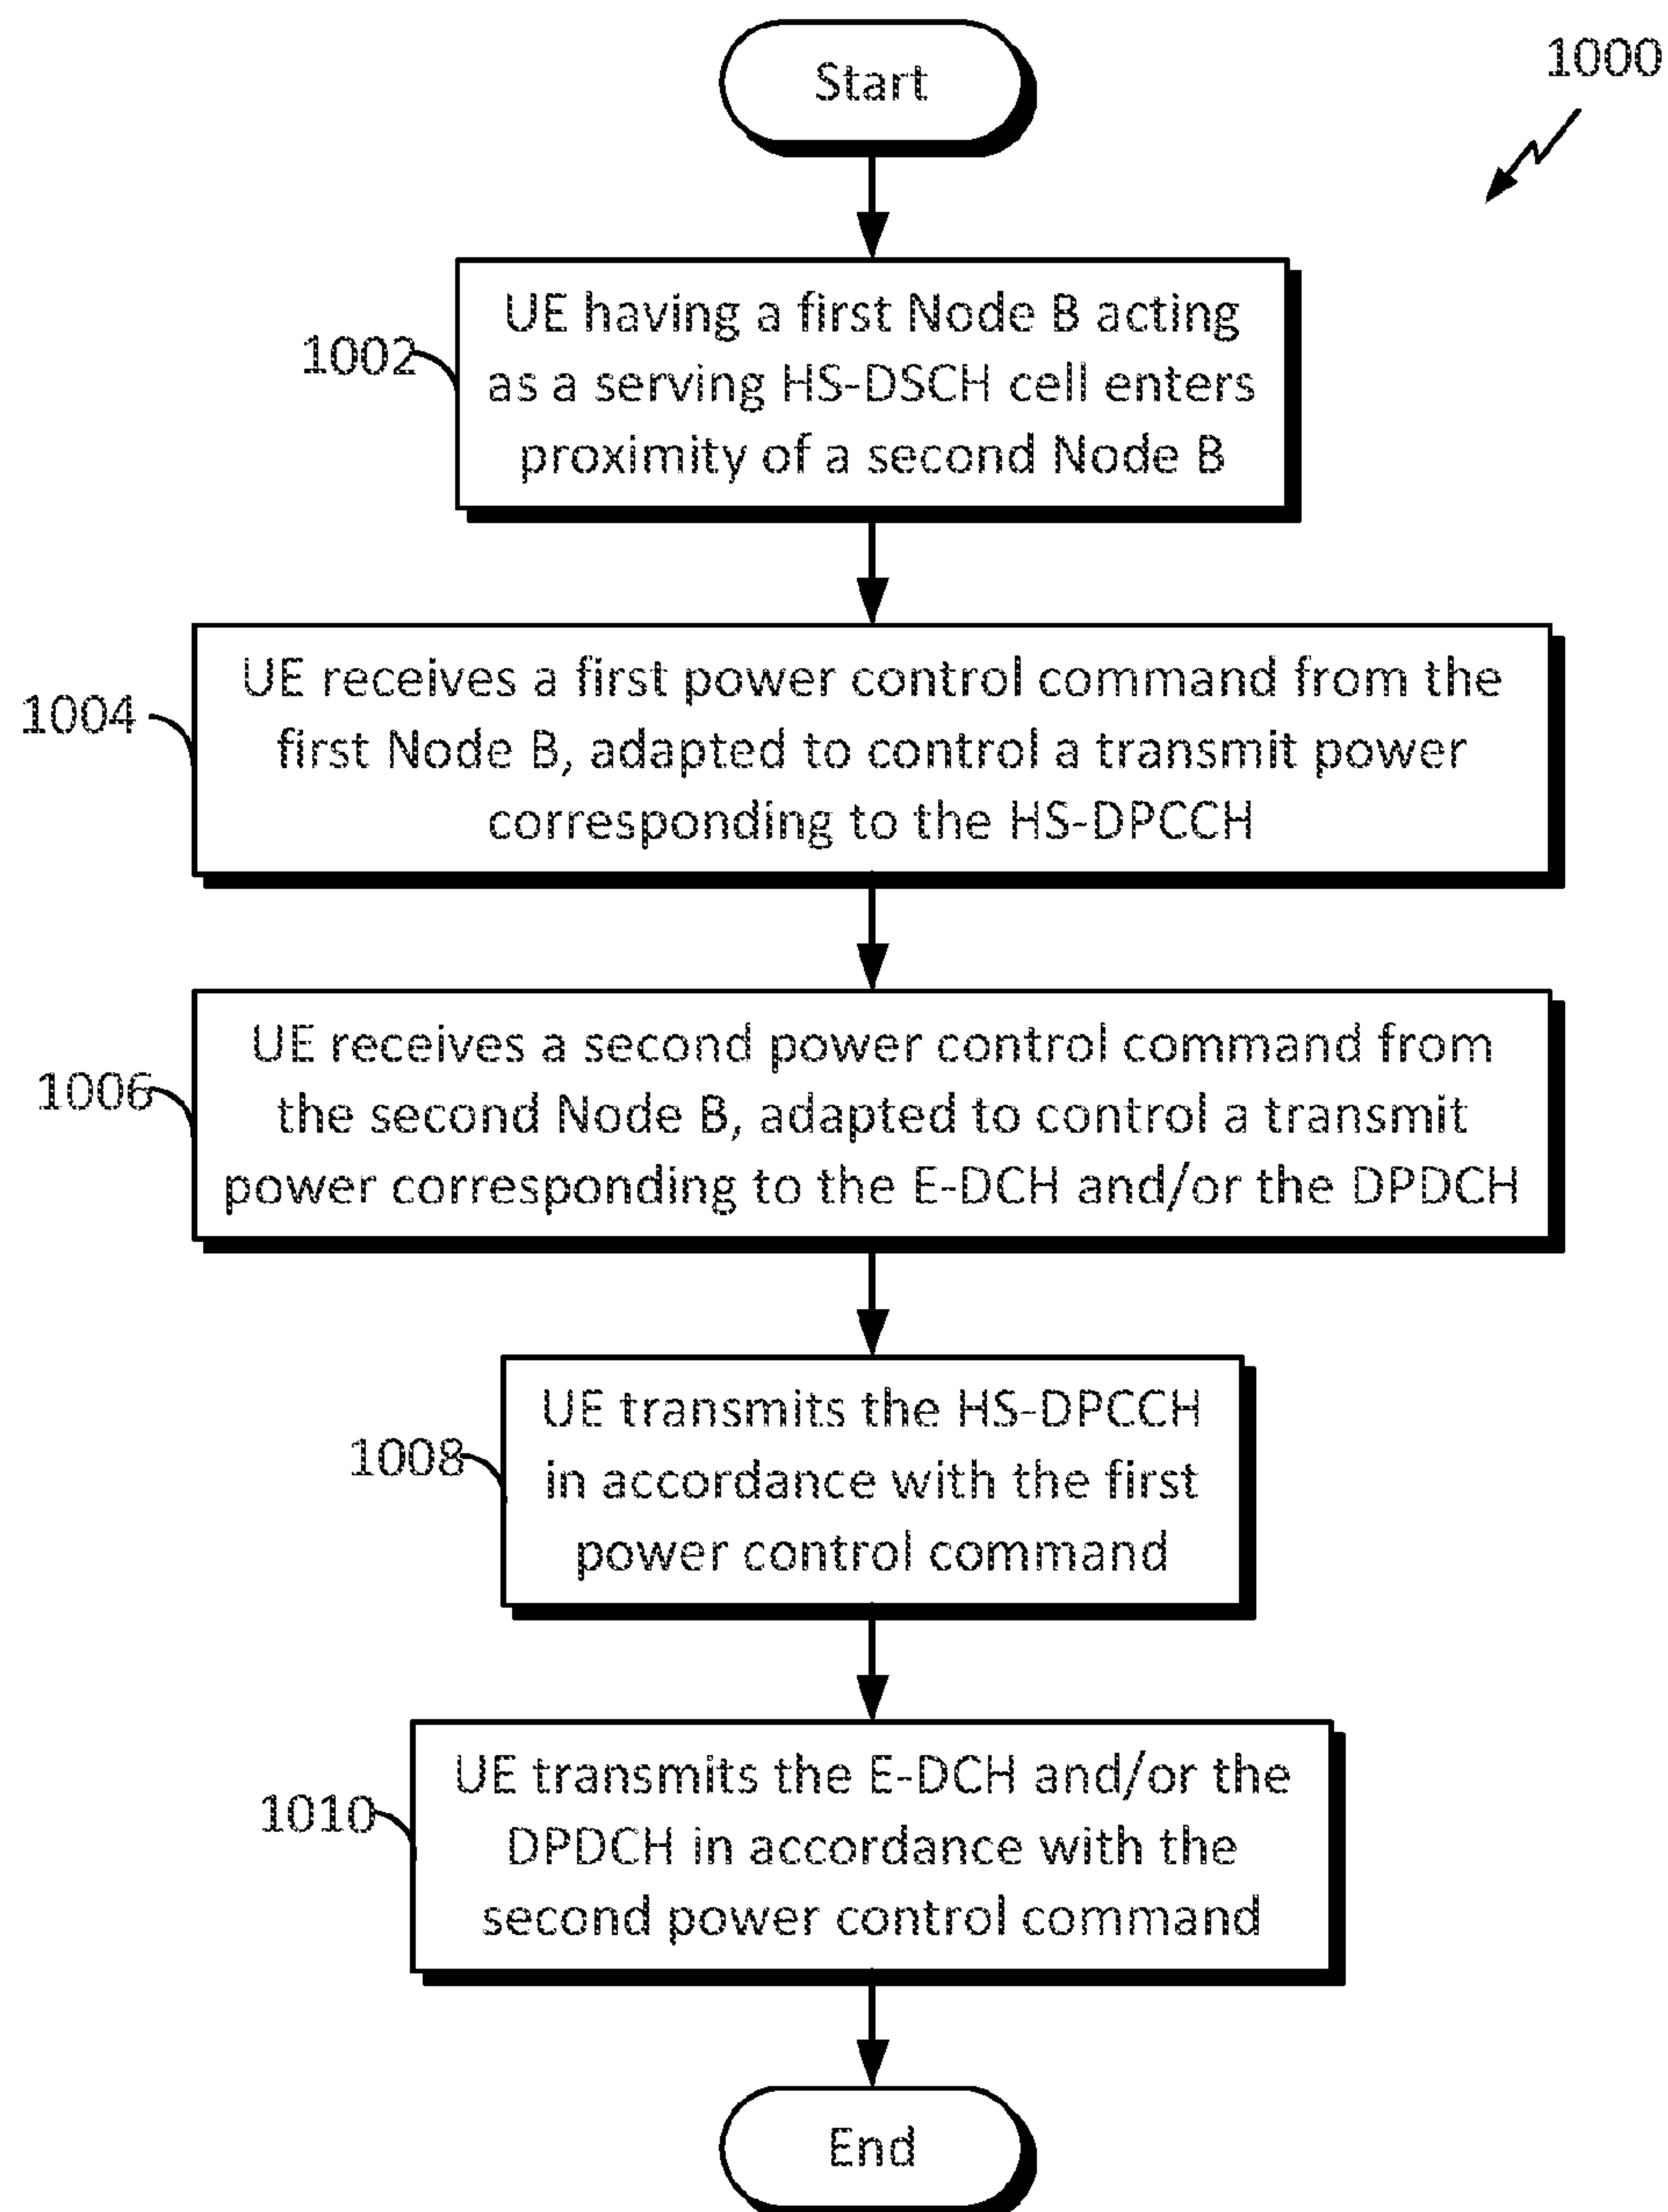 Start
1000
UE having a first Node B acting
as a serving HS-DSCH cell enters
proximity of a second Node B
1002
UE receives a first power control command from the
first Node B, adapted to control a transmit power
corresponding to the HS-DPCCH
1004
UE receives a second power control command from
the second Node B, adapted to control a transmit
power corresponding to the E-DCH and/or the DPDCH
1006
UE transmits the HS-DPCCH
in accordance with the first
power control command
1008
UE transmits the E-DCH and/or the
DPDCH in accordance with the
second power control command
1010
End